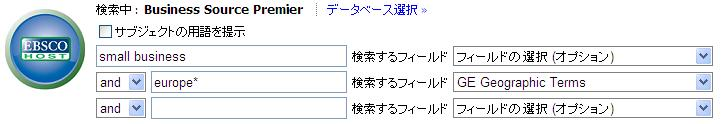 検索中 : Business Source Premier データベース選択 »
サブジェクトの用語を提示
EBSCO HOST
small business 検索するフィールド フィールドの選択 (オプション)
and europe* 検索するフィールド GE Geographic Terms
and 検索するフィールド フィールドの選択 (オプション)